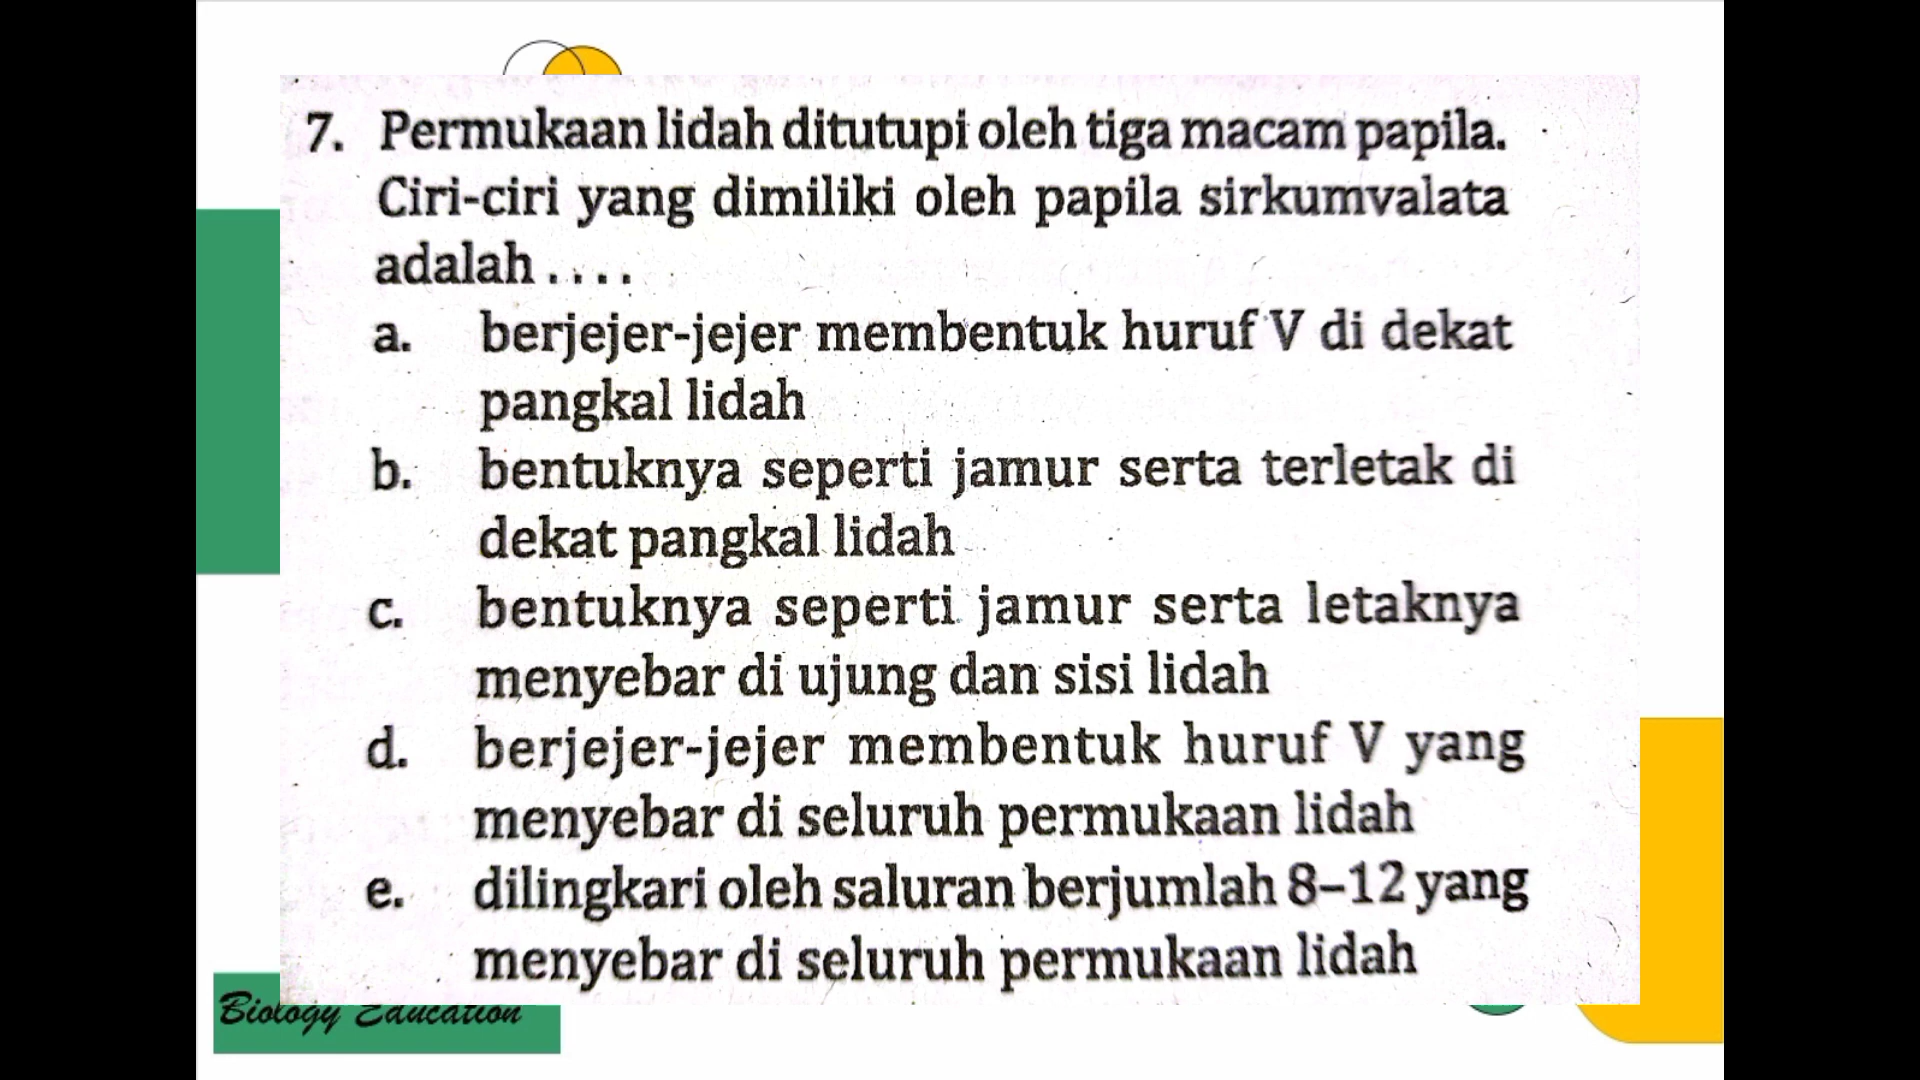 7. Permukaan lidah ditutupi oleh tiga macam papila.
Ciri-ciri yang dimiliki oleh papila sirkumvalata
adalah ....
a. berjejer-jejer membentuk huruf V di dekat
pangkal lidah
b. bentuknya seperti jamur serta terletak di
dekat pangkal lidah
c. bentuknya seperti jamur serta letaknya
menyebar di ujung dan sisi lidah
d. berjejer-jejer membentuk huruf V yang
menyebar di seluruh permukaan lidah
e. dilingkari oleh saluran berjumlah 8–12 yang
menyebar di seluruh permukaan lidah
Biology Education